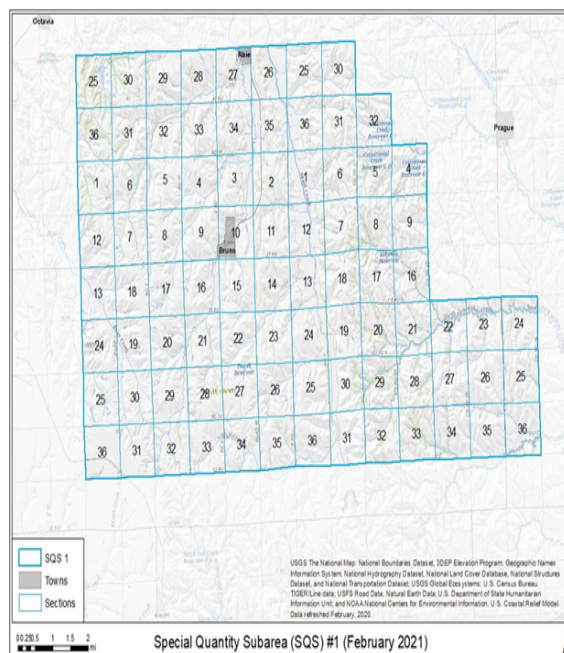 Octavia
Abie
25 30 29 28 27 26 25 30
36 31 32 33 34 35 36 31 32
Prague
1 6 5 4 3 2 1 6 5 4
12 7 8 9 10 11 12 7 8 9
Bruno
13 18 17 16 15 14 13 18 17 16
24 19 20 21 22 23 24 19 20 21 22 23 24
25 30 29 28 27 26 25 30 29 28 27 26 25
36 31 32 33 34 35 36 31 32 33 34 35 36
SQS 1
Towns
Sections
USGS The National Map: National Boundaries Dataset, 3DEP Elevation Program, Geographic Names
Information System, National Hydrography Dataset, National Land Cover Database, National Structures
Dataset, and National Transportation Dataset; USGS Global Ecosystems; U.S. Census Bureau
TIGER/Line data; USFS Road Data; Natural Earth Data; U.S. Department of State Humanitarian
Information Unit; and NOAA National Centers for Environmental Information, U.S. Coastal Relief Model.
Data refreshed February, 2020.
0 0.25 0.5 1 1.5 2
mi
Special Quantity Subarea (SQS) #1 (February 2021)